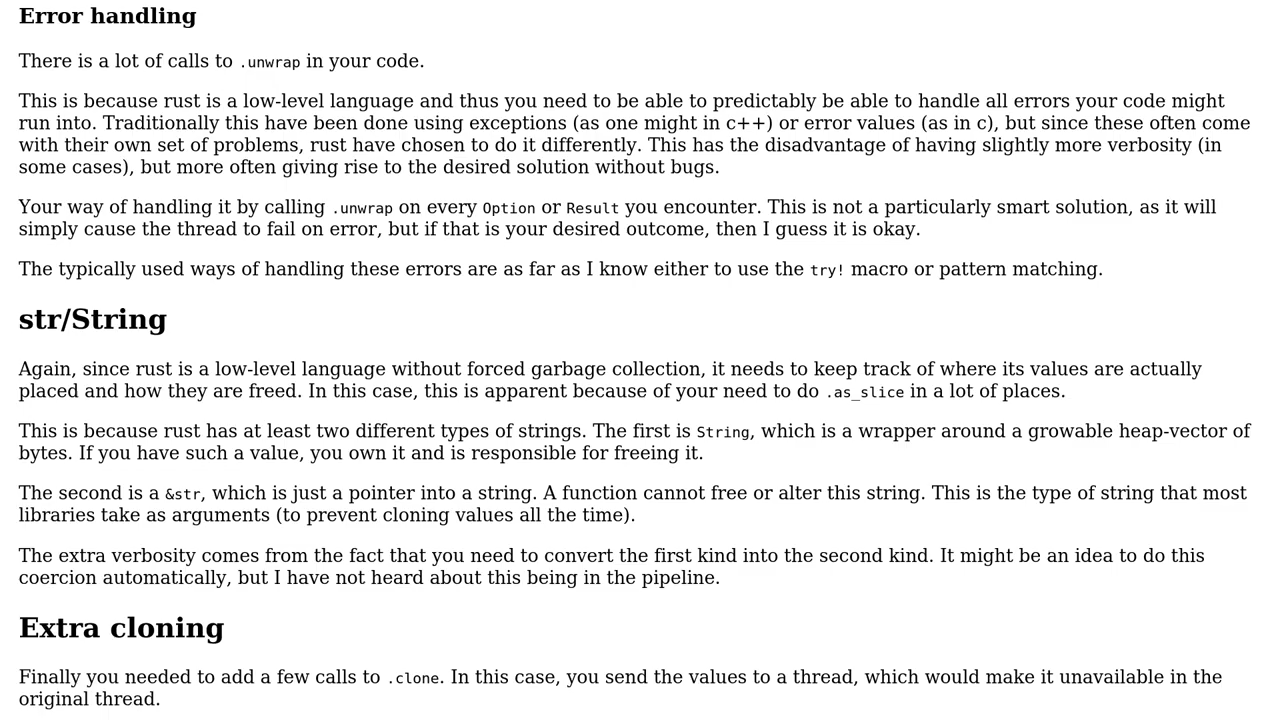 Error handling
There is a lot of calls to .unwrap in your code.
This is because rust is a low-level language and thus you need to be able to predictably be able to handle all errors your code might
run into. Traditionally this have been done using exceptions (as one might in c++) or error values (as in c), but since these often come
with their own set of problems, rust have chosen to do it differently. This has the disadvantage of having slightly more verbosity (in
some cases), but more often giving rise to the desired solution without bugs.
Your way of handling it by calling .unwrap on every Option or Result you encounter. This is not a particularly smart solution, as it will
simply cause the thread to fail on error, but if that is your desired outcome, then I guess it is okay.
The typically used ways of handling these errors are as far as I know either to use the try! macro or pattern matching.
str/String
Again, since rust is a low-level language without forced garbage collection, it needs to keep track of where its values are actually
placed and how they are freed. In this case, this is apparent because of your need to do .as_slice in a lot of places.
This is because rust has at least two different types of strings. The first is String, which is a wrapper around a growable heap-vector of
bytes. If you have such a value, you own it and is responsible for freeing it.
The second is a &str, which is just a pointer into a string. A function cannot free or alter this string. This is the type of string that most
libraries take as arguments (to prevent cloning values all the time).
The extra verbosity comes from the fact that you need to convert the first kind into the second kind. It might be an idea to do this
coercion automatically, but I have not heard about this being in the pipeline.
Extra cloning
Finally you needed to add a few calls to .clone. In this case, you send the values to a thread, which would make it unavailable in the
original thread.